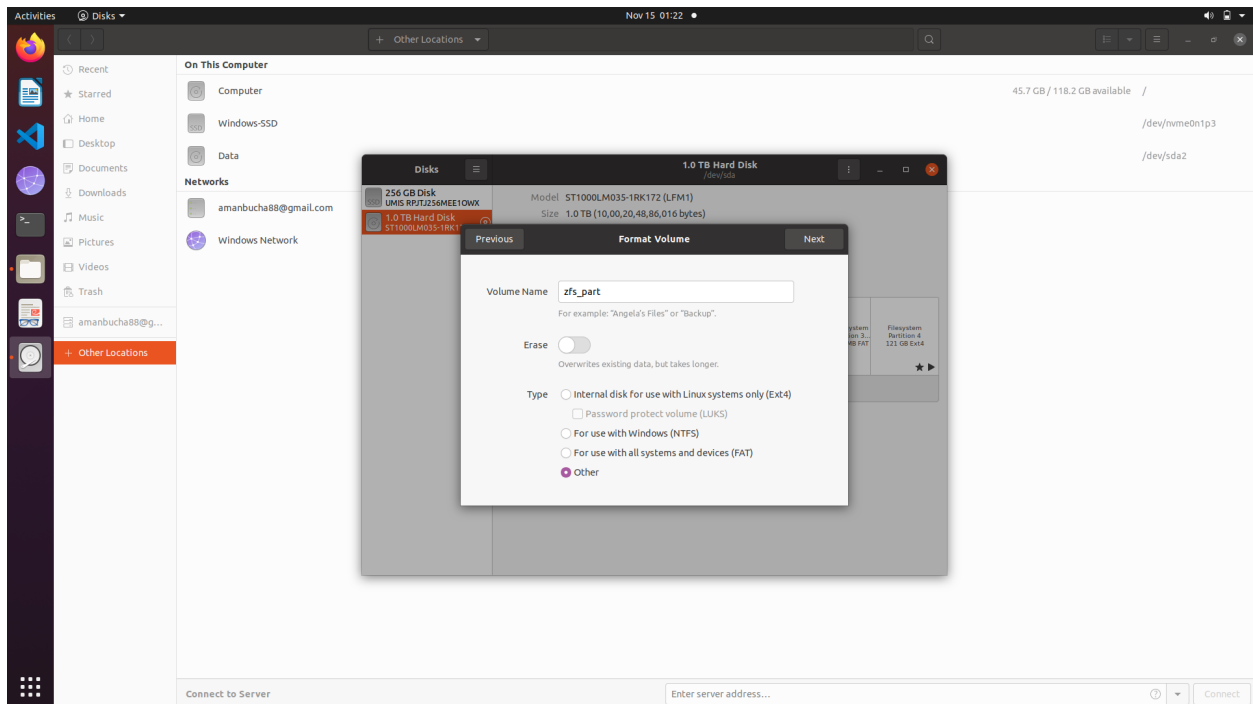 Activities Disks Nov 15 01:22
+ Other Locations
Recent
Starred
Home
Desktop
Documents
Downloads
Music
Pictures
Videos
Trash
amanbucha88@g...
+ Other Locations
On This Computer
Computer 45.7 GB / 118.2 GB available /
Windows-SSD /dev/nvme0n1p3
Data /dev/sda2
Networks
amanbucha88@gmail.com
Windows Network
Disks
1.0 TB Hard Disk
/dev/sda
256 GB Disk
UMIS RPJTJ256MEE1OWX
1.0 TB Hard Disk
ST1000LM035-1RK1
Model ST1000LM035-1RK172 (LFM1)
Size 1.0 TB (10,00,20,48,86,016 bytes)
Previous Format Volume Next
Volume Name zfs_part
For example: "Angela's Files" or "Backup".
Erase
Overwrites existing data, but takes longer.
Type Internal disk for use with Linux systems only (Ext4)
Password protect volume (LUKS)
For use with Windows (NTFS)
For use with all systems and devices (FAT)
Other
Filesystem
Partition 4
121 GB Ext4
Connect to Server Enter server address... Connect